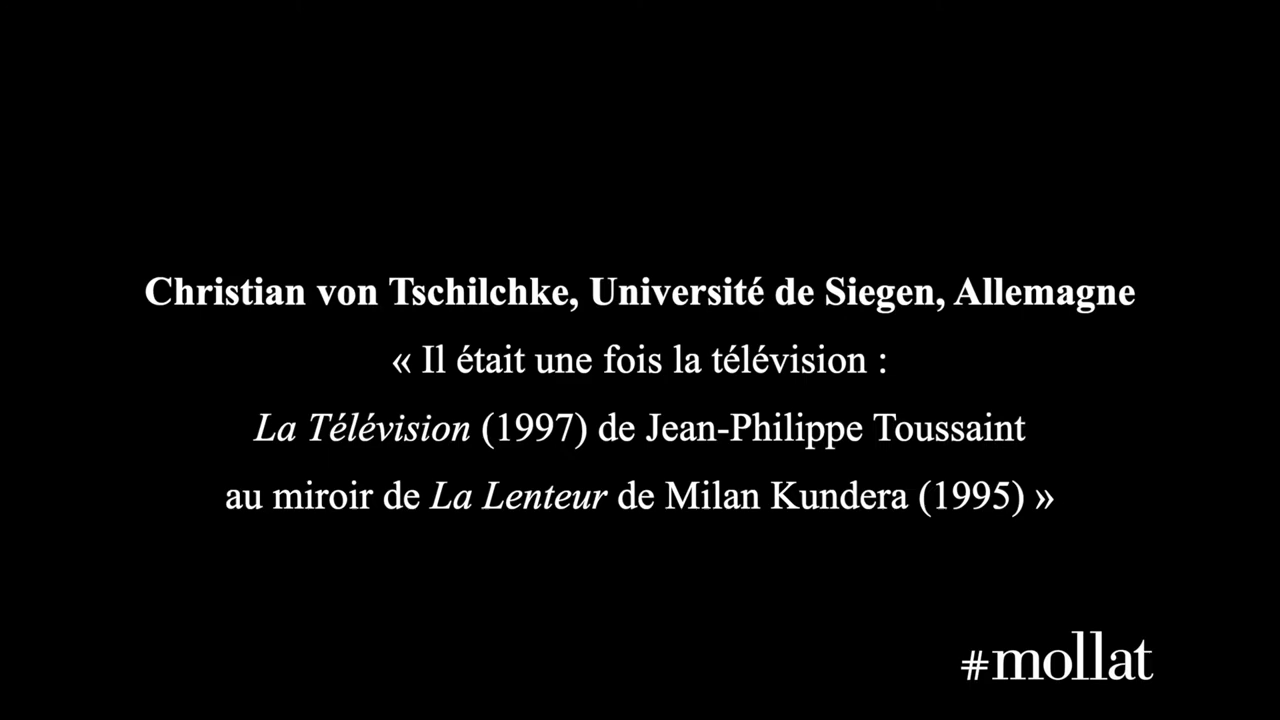 Christian von Tschilchke, Université de Siegen, Allemagne
« Il était une fois la télévision :
La Télévision (1997) de Jean-Philippe Toussaint
au miroir de La Lenteur de Milan Kundera (1995) »
#mollat